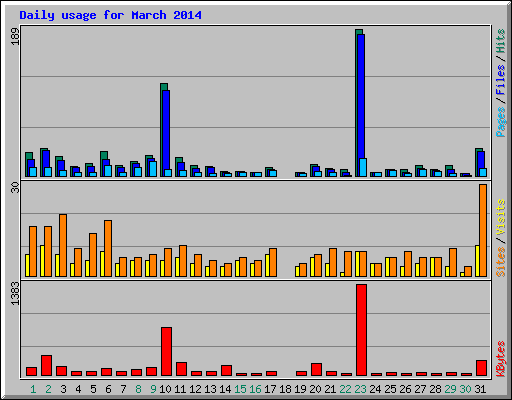 Daily usage for March 2014
189
Pages / Files / Hits
30
Sites / Visits
1383
KBytes
1 2 3 4 5 6 7 8 9 10 11 12 13 14 15 16 17 18 19 20 21 22 23 24 25 26 27 28 29 30 31